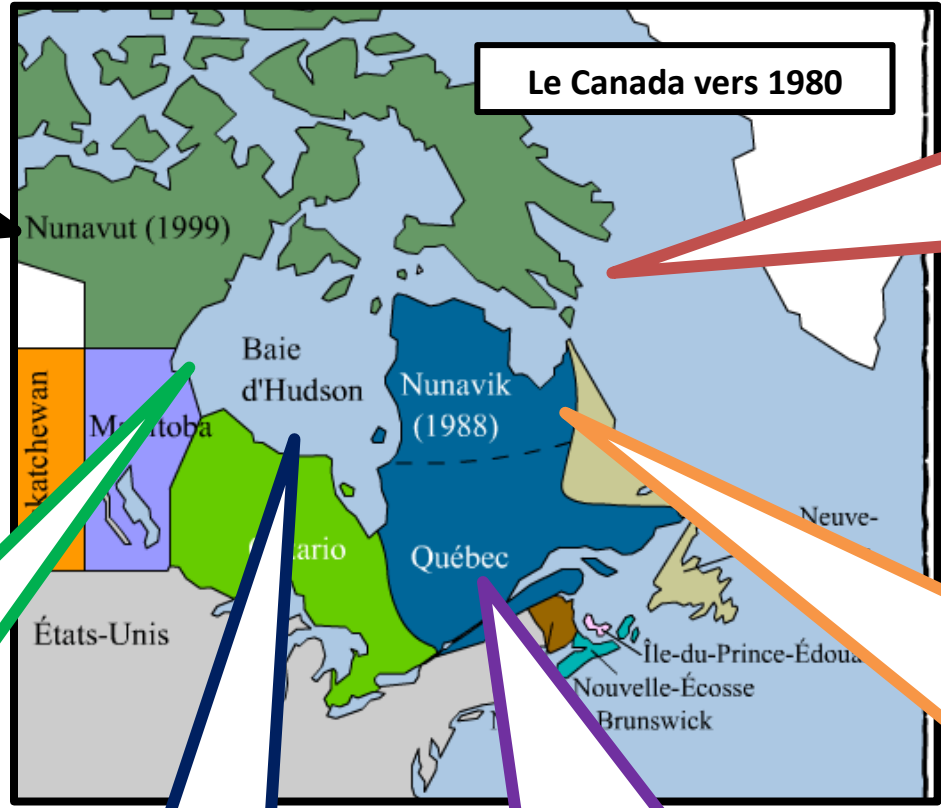 Le Canada vers 1980
Nunavut (1999)
Baie
d'Hudson
Nunavik
(1988)
katchewan
Québec
Neuve-
États-Unis
Île-du-Prince-Édoua
Nouvelle-Écosse
Brunswick